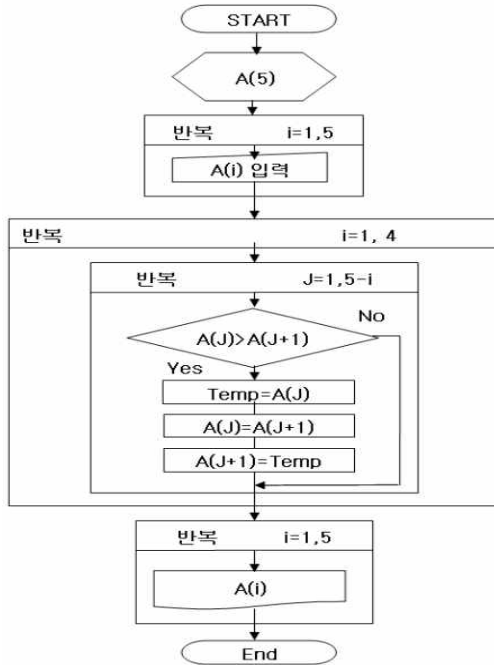 START
A(5)
반복 i=1,5
A(i) 입력
반복 i=1, 4
반복 J=1,5-i
No
A(J)>A(J+1)
Yes
Temp=A(J)
A(J)=A(J+1)
A(J+1)=Temp
반복 i=1,5
A(i)
End